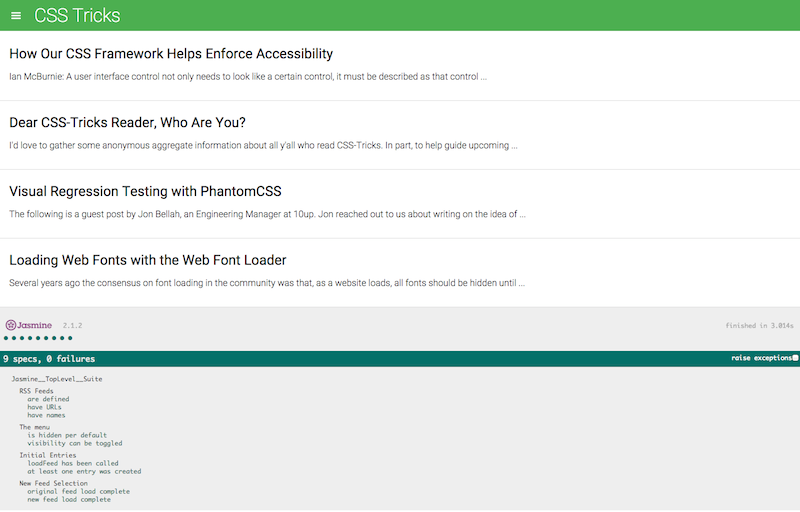 CSS Tricks
How Our CSS Framework Helps Enforce Accessibility
Ian McBurnie: A user interface control not only needs to look like a certain control, it must be described as that control ...
Dear CSS-Tricks Reader, Who Are You?
I'd love to gather some anonymous aggregate information about all y'all who read CSS-Tricks. In part, to help guide upcoming ...
Visual Regression Testing with PhantomCSS
The following is a guest post by Jon Bellah, an Engineering Manager at 10up. Jon reached out to us about writing on the idea of ...
Loading Web Fonts with the Web Font Loader
Several years ago the consensus on font loading in the community was that, as a website loads, all fonts should be hidden until ...
Jasmine 2.1.2 finished in 3.014s
9 specs, 0 failures raise exceptions
Jasmine__TopLevel__Suite
RSS Feeds
are defined
have URLs
have names
The menu
is hidden per default
visibility can be toggled
Initial Entries
loadFeed has been called
at least one entry was created
New Feed Selection
original feed load complete
new feed load complete